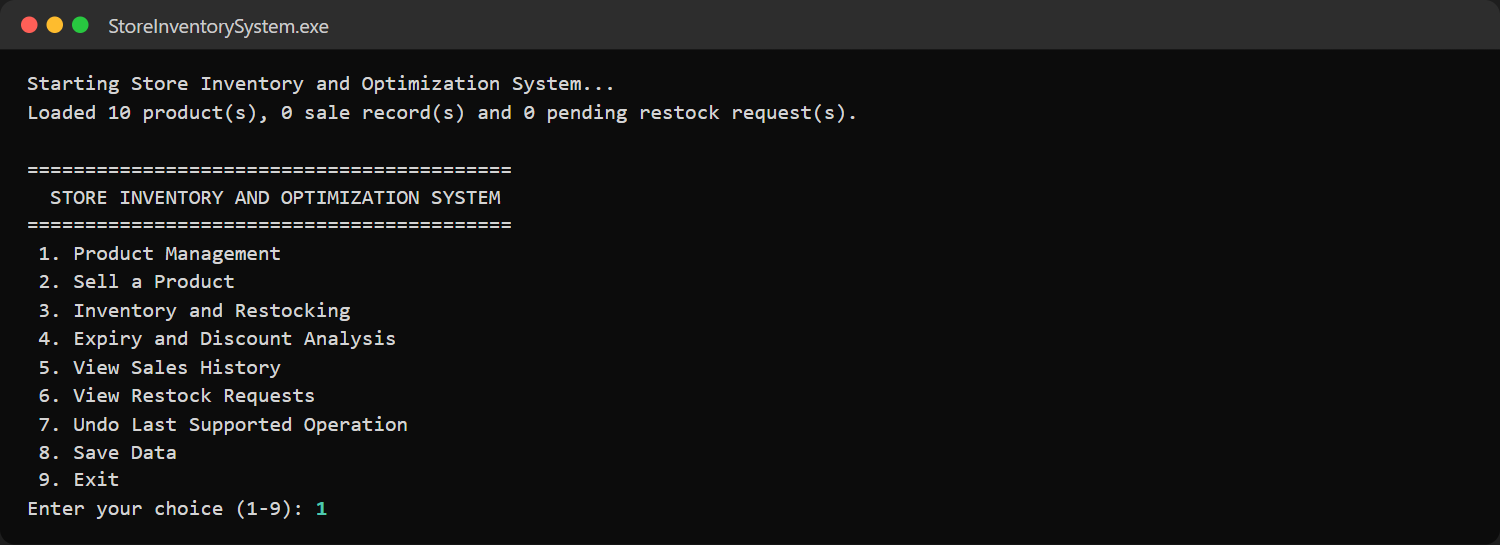 StoreInventorySystem.exe
Starting Store Inventory and Optimization System...
Loaded 10 product(s), 0 sale record(s) and 0 pending restock request(s).
==========================================
STORE INVENTORY AND OPTIMIZATION SYSTEM
==========================================
1. Product Management
2. Sell a Product
3. Inventory and Restocking
4. Expiry and Discount Analysis
5. View Sales History
6. View Restock Requests
7. Undo Last Supported Operation
8. Save Data
9. Exit
Enter your choice (1-9): 1